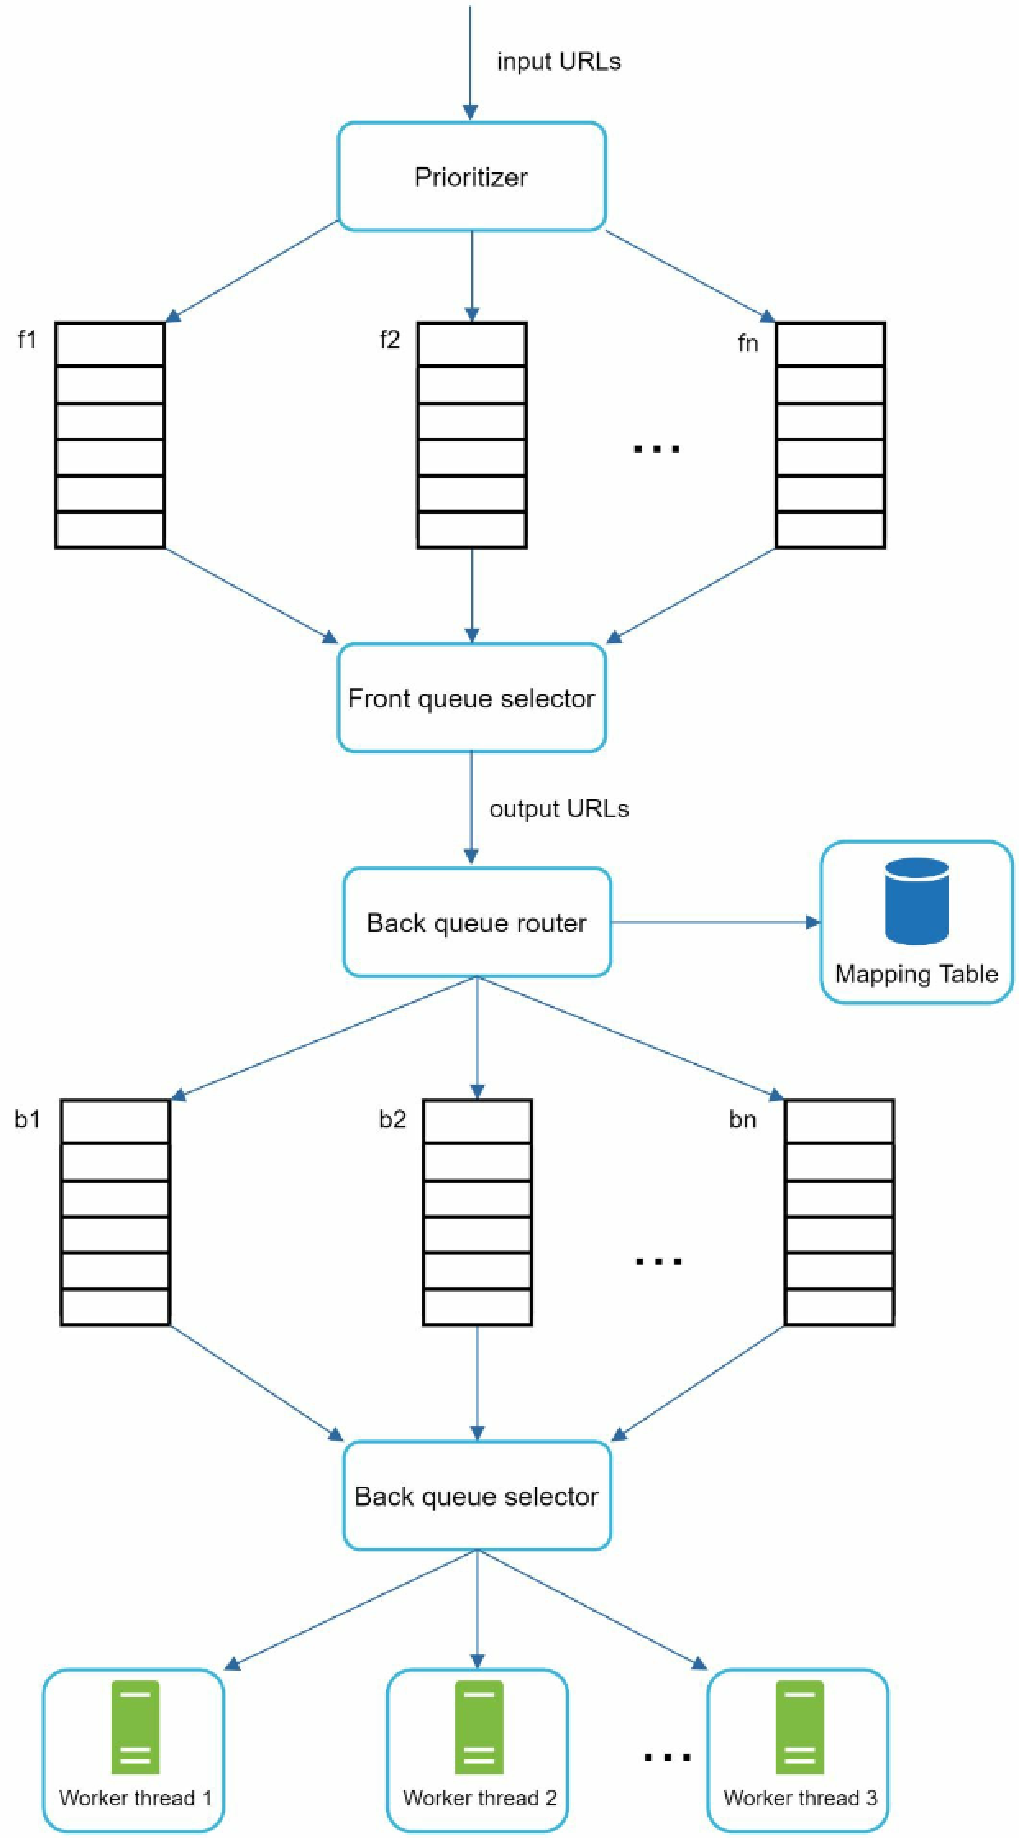 input URLs
Prioritizer
f1
f2
fn
...
Front queue selector
output URLs
Back queue router
Mapping Table
b1
b2
bn
...
Back queue selector
Worker thread 1
Worker thread 2
...
Worker thread 3